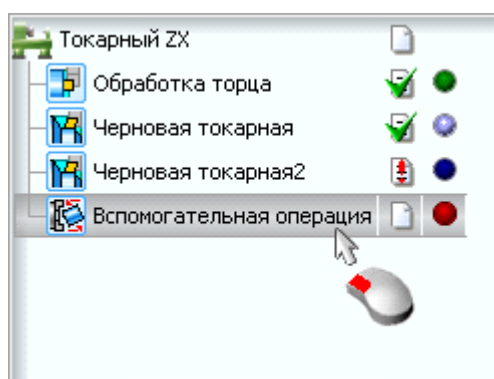 Токарный ZX
Обработка торца
Черновая токарная
Черновая токарная2
Вспомогательная операция